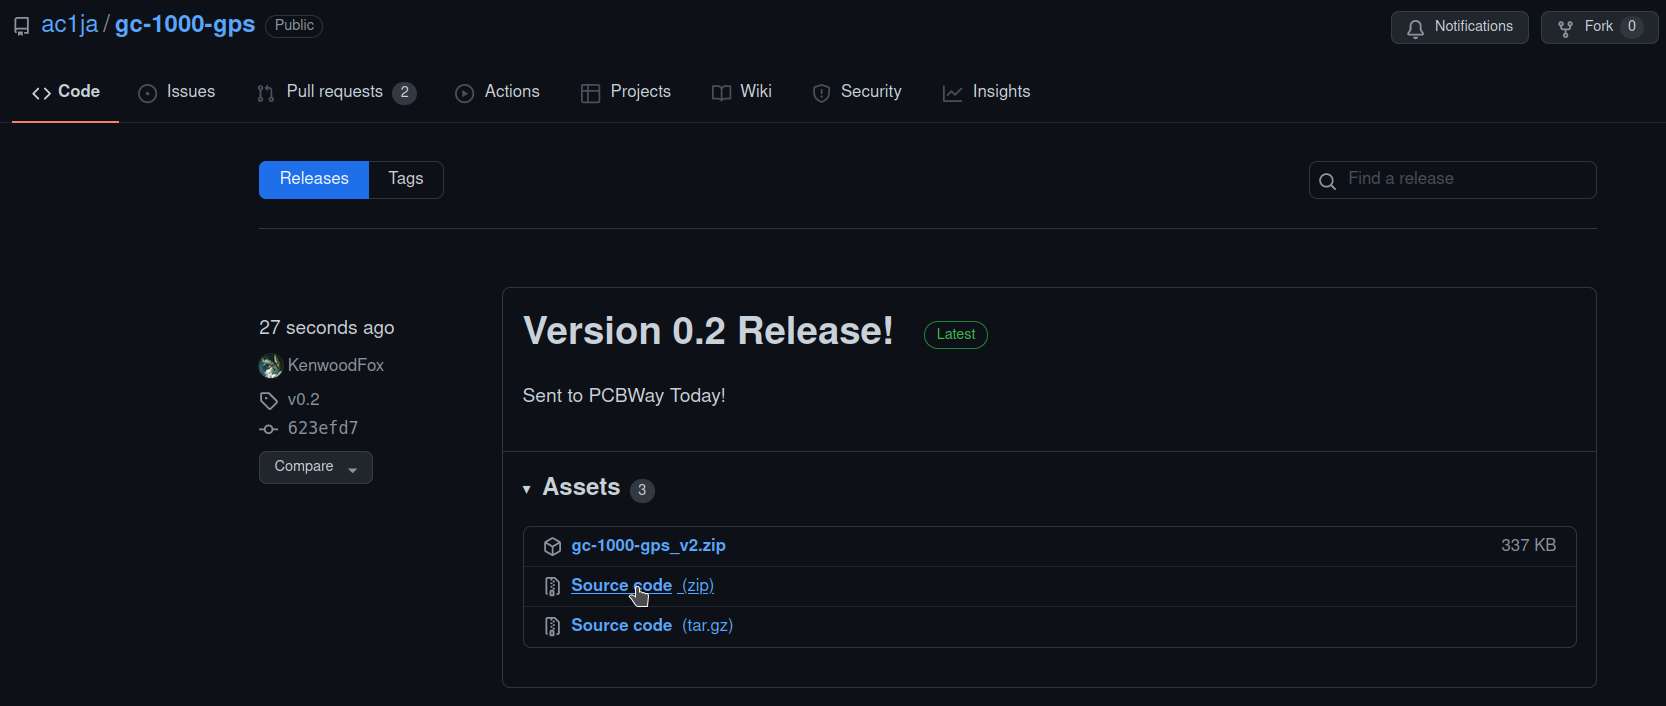 ac1ja / gc-1000-gps Public Notifications Fork 0
Code Issues Pull requests 2 Actions Projects Wiki Security Insights
Releases Tags Find a release
27 seconds ago
KenwoodFox
v0.2
623efd7
Compare
Version 0.2 Release! Latest
Sent to PCBWay Today!
Assets 3
gc-1000-gps_v2.zip 337 KB
Source code (zip)
Source code (tar.gz)